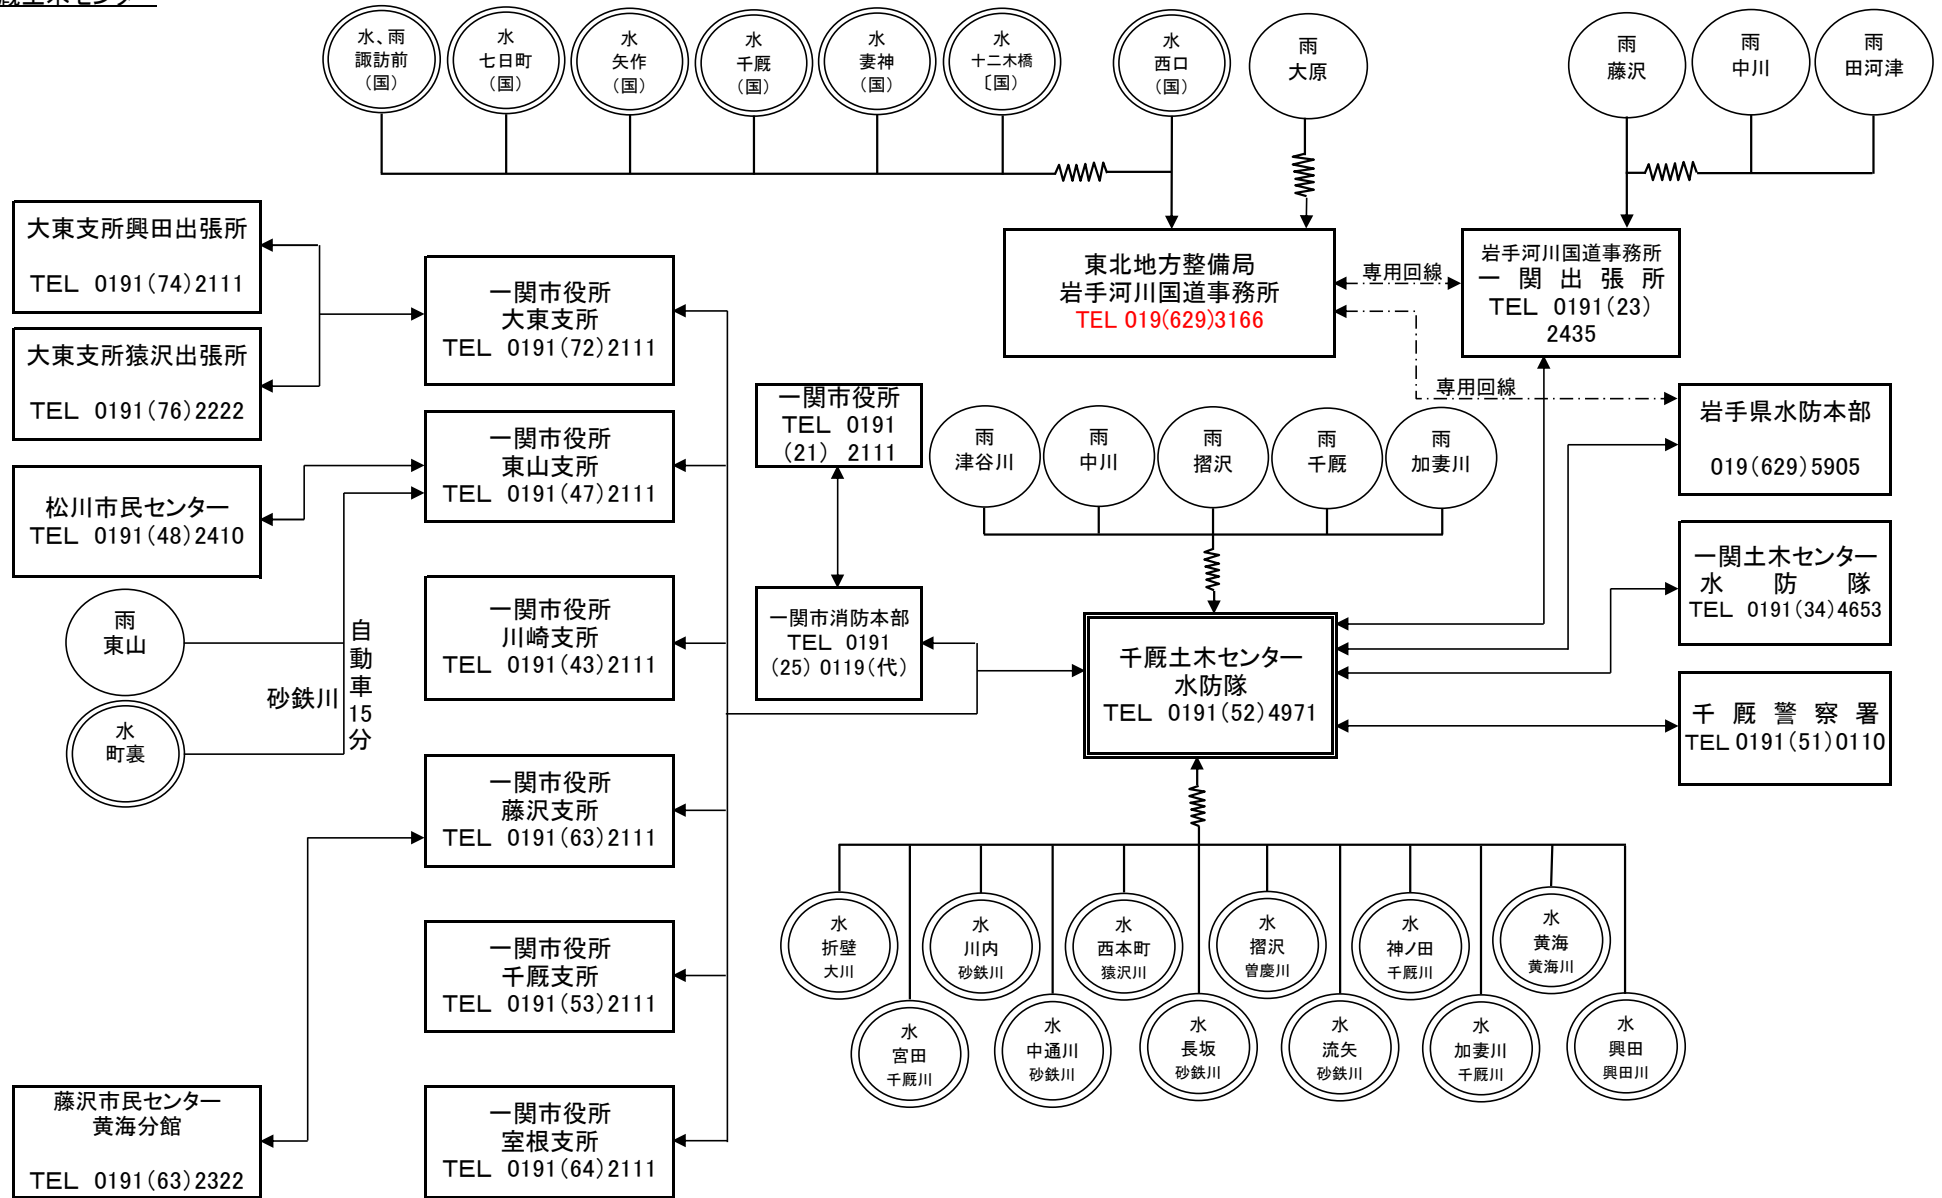 水、雨
諏訪前
(国)
水
七日町
(国)
水
矢作
(国)
水
千厩
(国)
水
妻神
(国)
水
十二木橋
〔国)
水
西口
(国)
雨
大原
雨
藤沢
雨
中川
雨
田河津
大東支所興田出張所
TEL 0191(74)2111
大東支所猿沢出張所
TEL 0191(76)2222
松川市民センター
TEL 0191(48)2410
雨
東山
水
町裏
砂鉄川
自動車15分
藤沢市民センター
黄海分館
TEL 0191(63)2322
一関市役所
大東支所
TEL 0191(72)2111
一関市役所
東山支所
TEL 0191(47)2111
一関市役所
川崎支所
TEL 0191(43)2111
一関市役所
藤沢支所
TEL 0191(63)2111
一関市役所
千厩支所
TEL 0191(53)2111
一関市役所
室根支所
TEL 0191(64)2111
一関市役所
TEL 0191
(21) 2111
一関市消防本部
TEL 0191
(25) 0119(代)
東北地方整備局
岩手河川国道事務所
TEL 019(629)3166
専用回線
岩手河川国道事務所
一関出張所
TEL 0191(23)
2435
専用回線
岩手県水防本部
019(629)5905
雨
津谷川
雨
中川
雨
摺沢
雨
千厩
雨
加妻川
千厩土木センター
水防隊
TEL 0191(52)4971
一関土木センター
水防隊
TEL 0191(34)4653
千厩警察署
TEL 0191(51)0110
水
折壁
大川
水
川内
砂鉄川
水
西本町
猿沢川
水
摺沢
曽慶川
水
神ノ田
千厩川
水
黄海
黄海川
水
宮田
千厩川
水
中通川
砂鉄川
水
長坂
砂鉄川
水
流矢
砂鉄川
水
加妻川
千厩川
水
興田
興田川